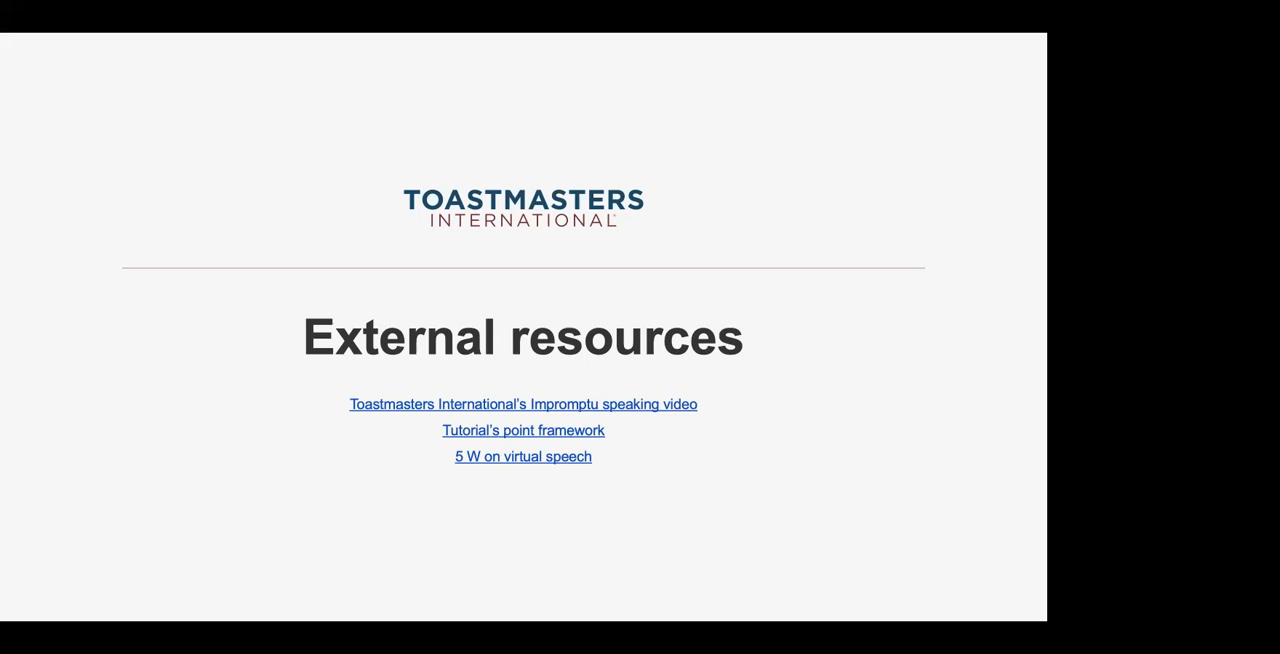 TOASTMASTERS
INTERNATIONAL
External resources
Toastmasters International's Impromptu speaking video
Tutorial's point framework
5 W on virtual speech